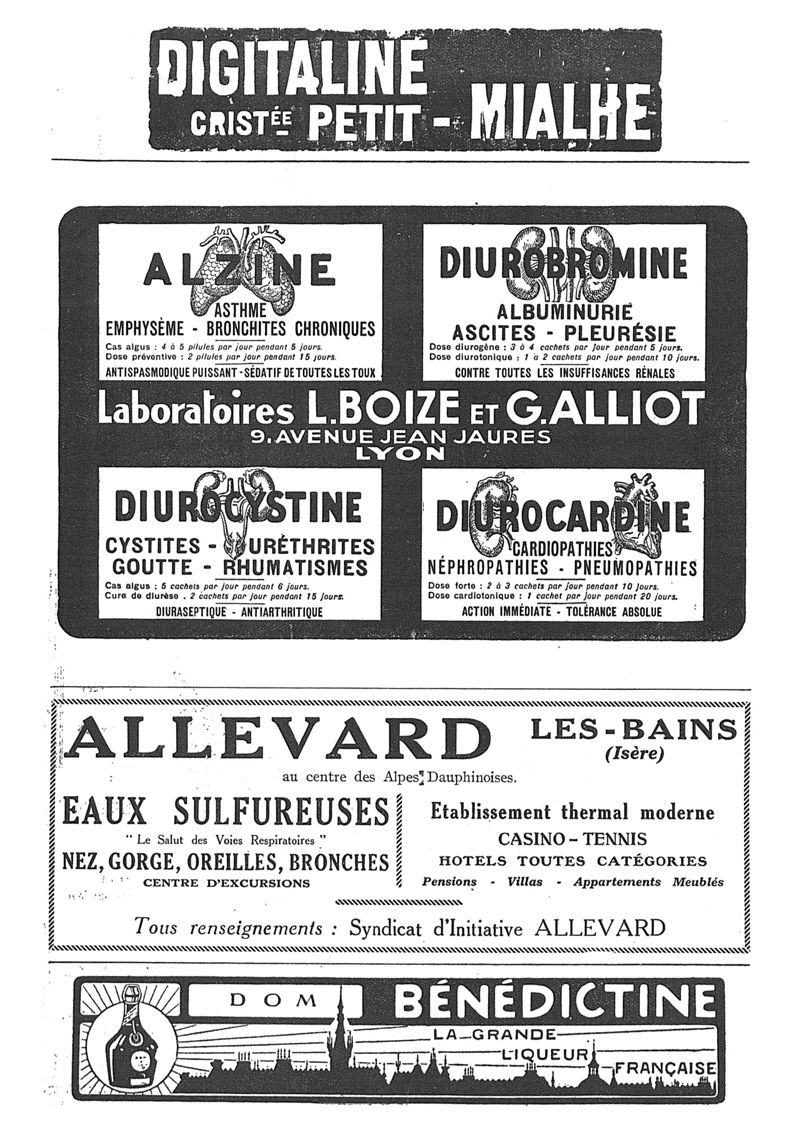 DIGITALINE
CRISTÉE PETIT - MIALHE
ALZINE
ASTHME
EMPHYSÈME - BRONCHITES CHRONIQUES
Cas aigus : 4 à 5 pilules par jour pendant 5 jours.
Dose préventive : 2 pilules par jour pendant 15 jours.
ANTISPASMODIQUE PUISSANT - SÉDATIF DE TOUTES LES TOUX
DIUROBROMINE
ALBUMINURIE
ASCITES - PLEURÉSIE
Dose diurogène : 3 à 4 cachets par jour pendant 5 jours.
Dose diurotonique : 1 à 2 cachets par jour pendant 10 jours.
CONTRE TOUTES LES INSUFFISANCES RÉNALES
Laboratoires L.BOIZE ET G.ALLIOT
9.AVENUE JEAN JAURES
LYON
DIUROCYSTINE
CYSTITES - URÉTHRITES
GOUTTE - RHUMATISMES
Cas aigus : 5 cachets par jour pendant 6 jours.
Cure de diurèse . 2 cachets par jour pendant 15 jours.
DIURASEPTIQUE - ANTIARTHRITIQUE
DIUROCARDINE
CARDIOPATHIES
NÉPHROPATHIES - PNEUMOPATHIES
Dose forte : 2 à 3 cachets par jour pendant 10 jours.
Dose cardiotonique : 1 cachet par jour pendant 20 jours.
ACTION IMMÉDIATE - TOLÉRANCE ABSOLUE
ALLEVARD LES-BAINS
(Isère)
au centre des Alpes Dauphinoises.
EAUX SULFUREUSES
" Le Salut des Voies Respiratoires "
NEZ, GORGE, OREILLES, BRONCHES
CENTRE D'EXCURSIONS
Etablissement thermal moderne
CASINO - TENNIS
HOTELS TOUTES CATÉGORIES
Pensions - Villas - Appartements Meublés
Tous renseignements : Syndicat d'Initiative ALLEVARD
DOM BÉNÉDICTINE
LA GRANDE
LIQUEUR
FRANÇAISE